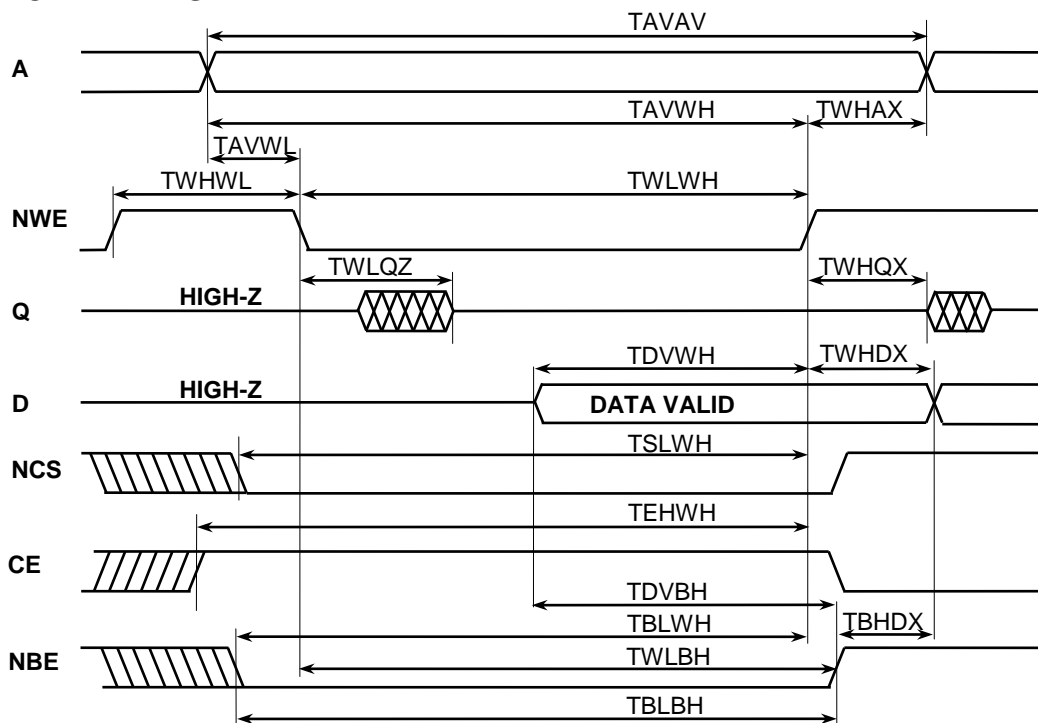 TAVAV
A
TAVWH TWHAX
TAVWL
TWHWL TWLWH
NWE
TWLQZ TWHQX
HIGH-Z
Q
TDVWH TWHDX
HIGH-Z
D DATA VALID
TSLWH
NCS
TEHWH
CE
TDVBH
TBLWH TBHDX
TWLBH
NBE
TBLBH